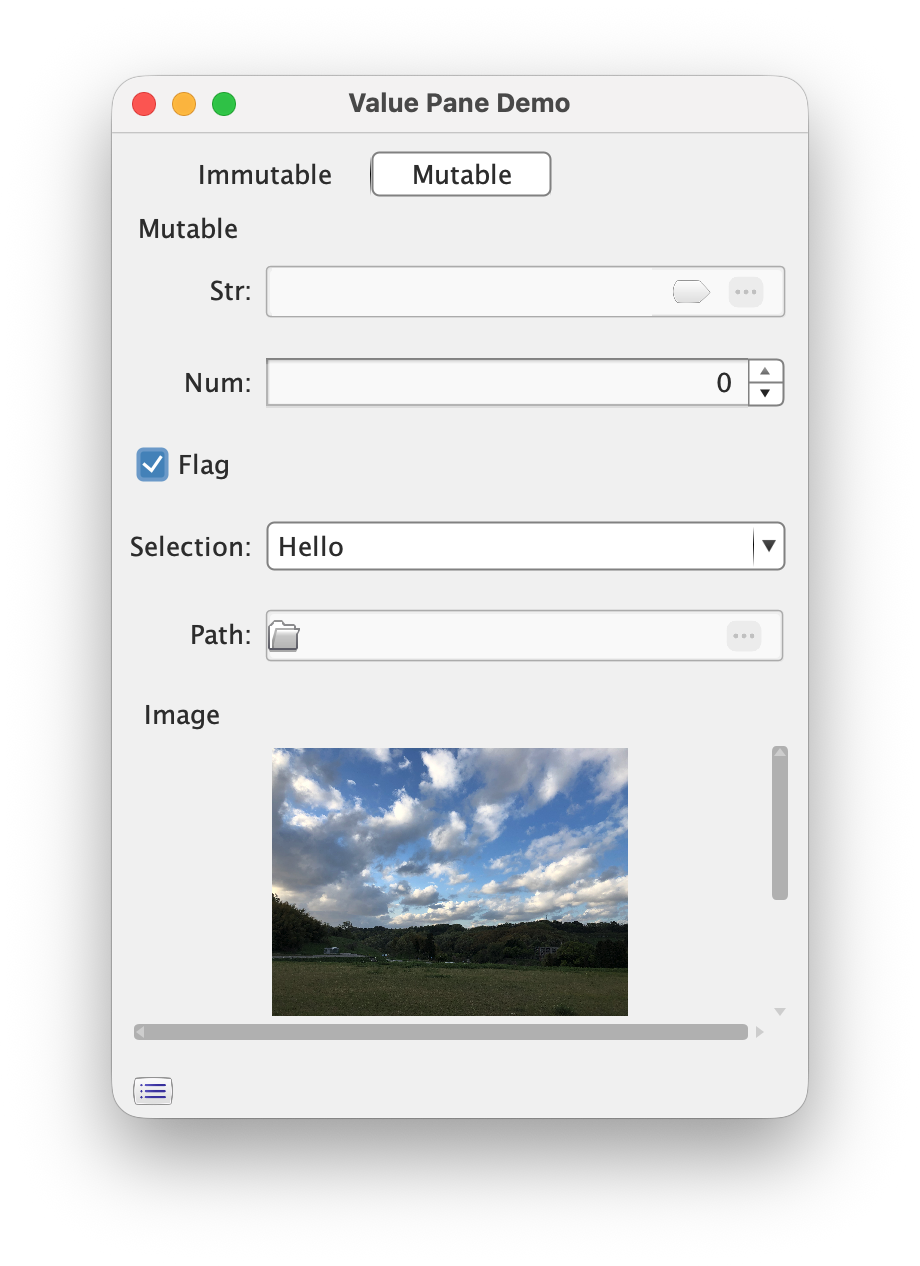 Value Pane Demo
Immutable Mutable
Mutable
Str:
Num: 0
Flag
Selection: Hello
Path:
Image